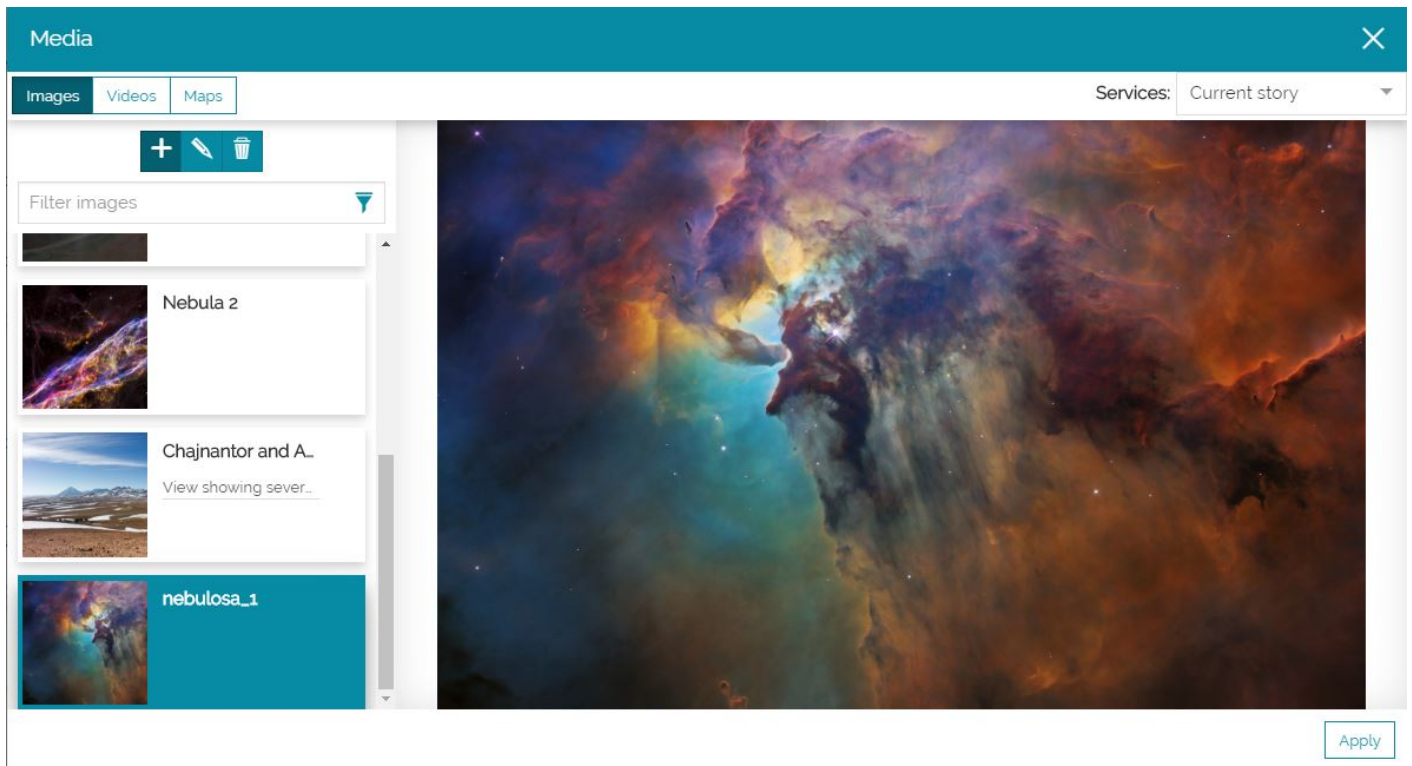 Media
Images Videos Maps
Services: Current story
Filter images
Nebula 2
Chajnantor and A...
View showing sever...
nebulosa_1
Apply